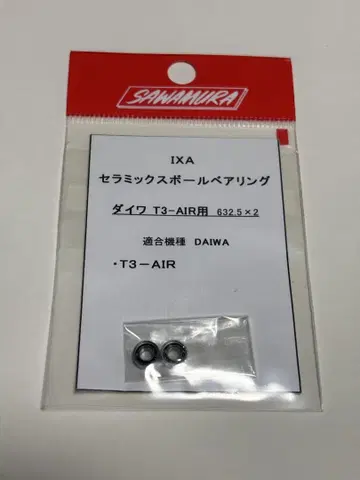 SAWAMURA
IXA
セラミックスボールベアリング
ダイワ T3-AIR用 632.5×2
適合機種 DAIWA
・T3-AIR